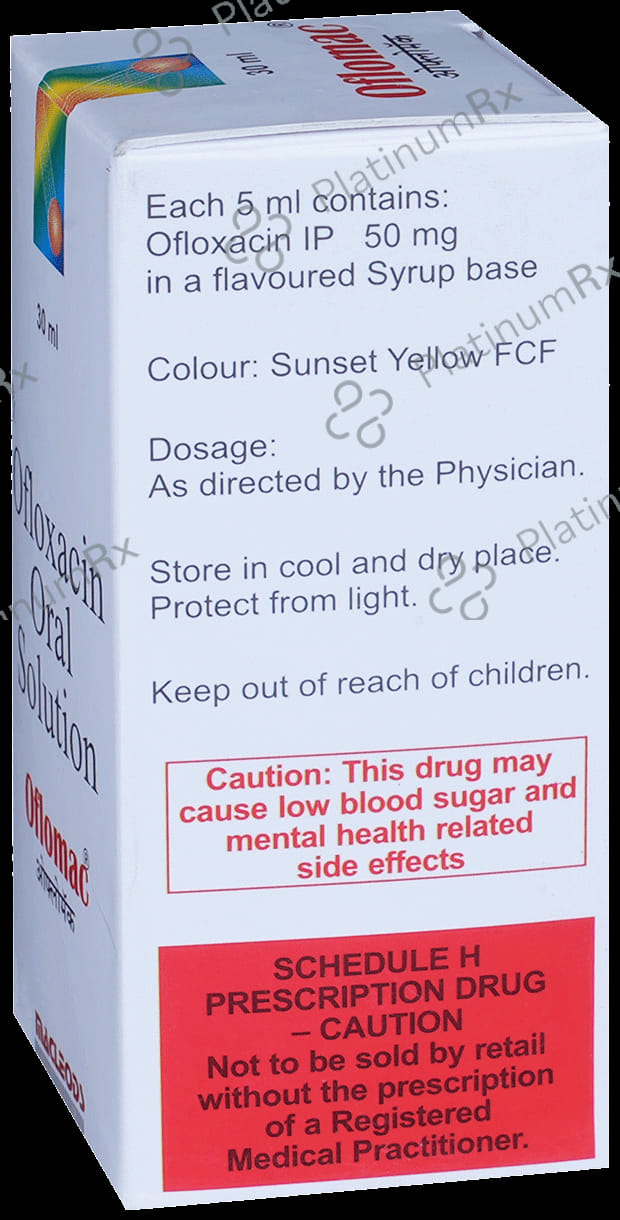 Oflomac®
ओफ्लोमॅक
30 ml
Each 5 ml contains:
Ofloxacin IP 50 mg
in a flavoured Syrup base
Colour: Sunset Yellow FCF
Dosage:
As directed by the Physician.
Store in cool and dry place.
Protect from light.
Keep out of reach of children.
Caution: This drug may
cause low blood sugar and
mental health related
side effects
SCHEDULE H
PRESCRIPTION DRUG
– CAUTION
Not to be sold by retail
without the prescription
of a Registered
Medical Practitioner.
30 ml
Ofloxacin
Oral
Solution
Oflomac®
ओफ्लोमॅक
MACLEODS
PlatinumRx
PlatinumRx
PlatinumRx